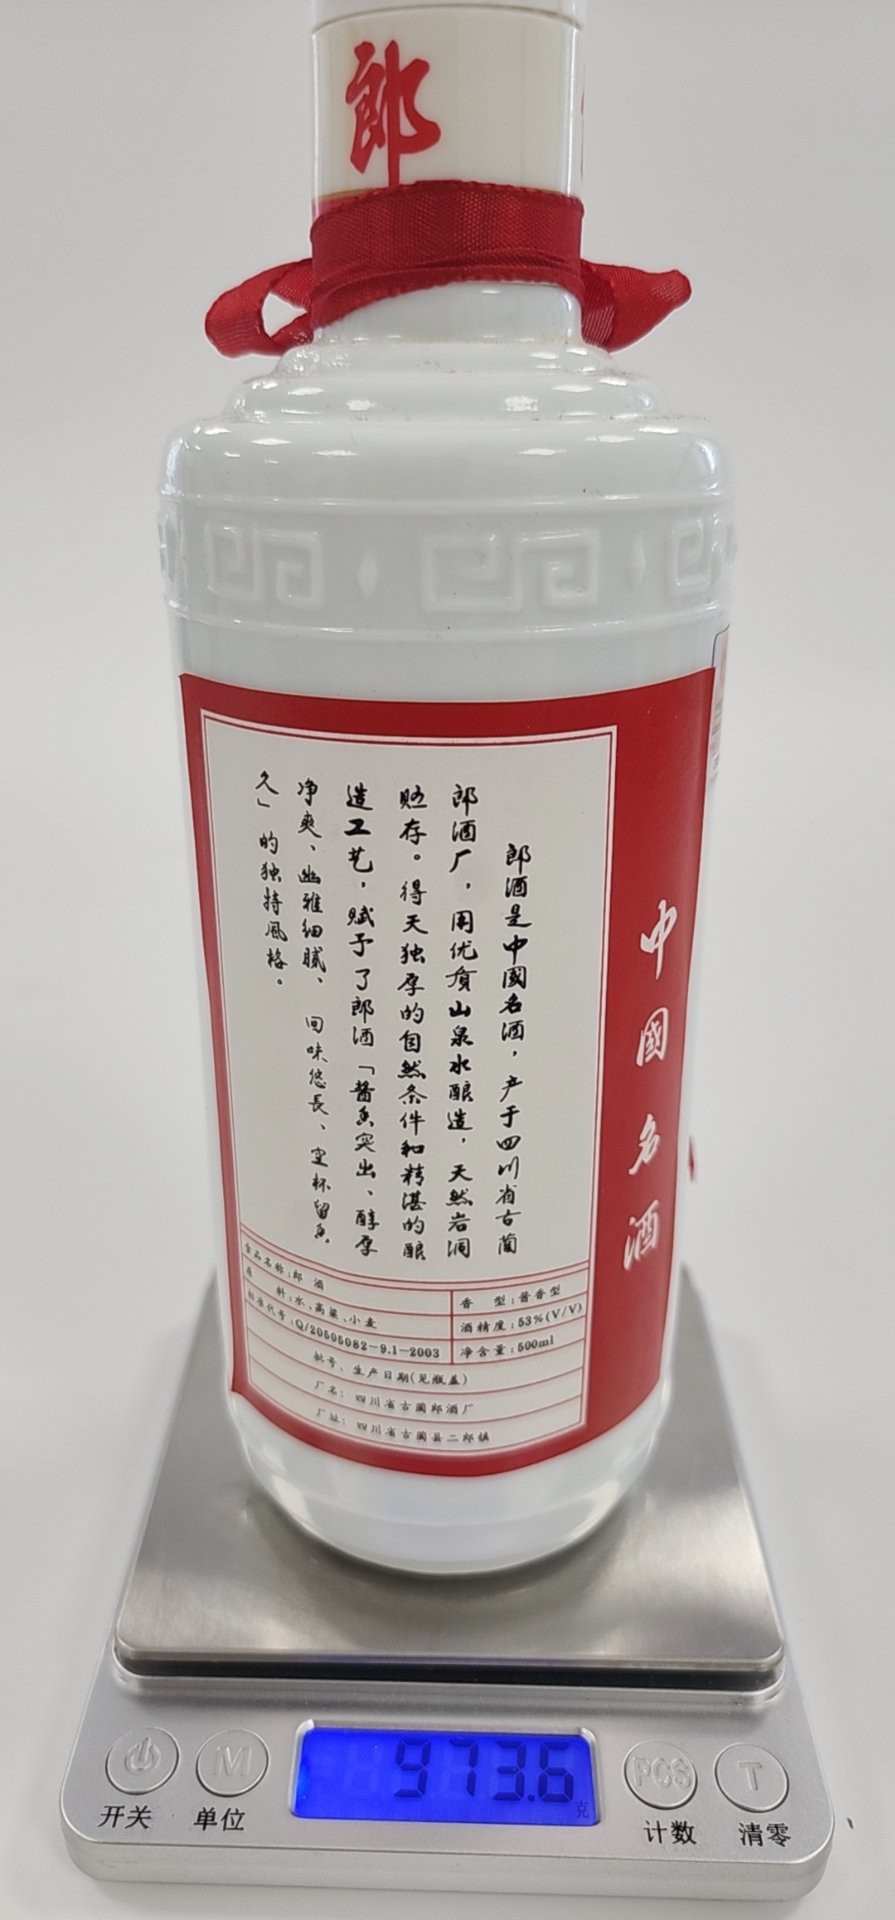 郎
郎酒是中國名酒，产于四川省古蔺
郎酒厂，用优质山泉水酿造，天然岩洞
贮存。得天独厚的自然条件和精湛的酿
造工艺，赋予了郎酒「酱香突出、醇厚
净爽、幽雅细腻、回味悠長、空杯留香
久」的独特風格。
中國名酒
食品名称：郎 酒
原 料：水、高粱、小麦
标准代号：Q/20505082-9.1-2003
香 型：酱香型
酒精度：53%(V/V)
净含量：500ml
批号、生产日期(见瓶盖)
厂名：四川省古蔺郎酒厂
厂址：四川省古蔺县二郎镇
973.6
克
M
PCS
T
开关
单位
计数
清零